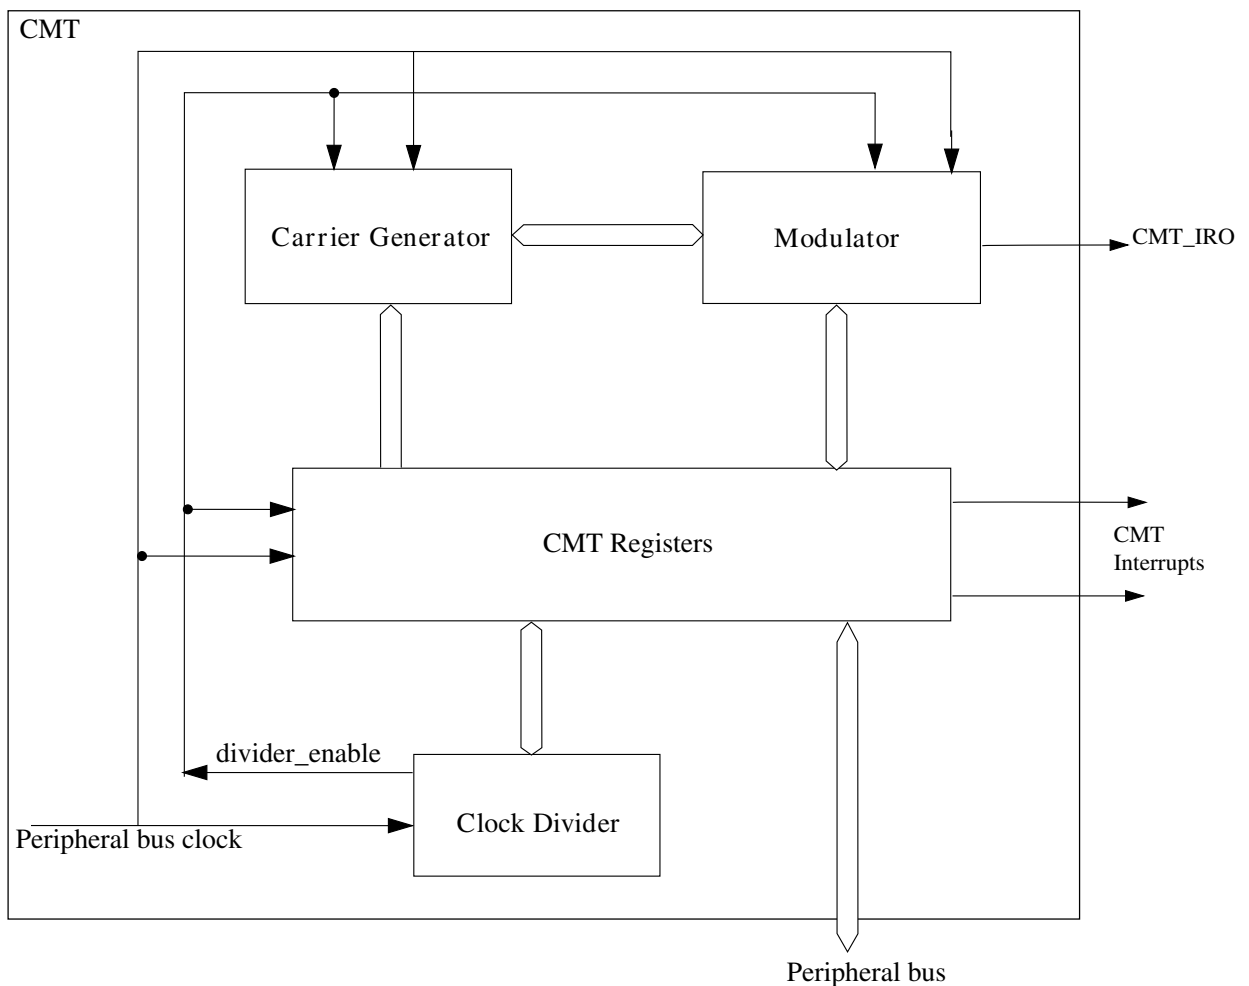 CMT
Carrier Generator
Modulator
CMT_IRO
CMT Registers
CMT
Interrupts
divider_enable
Clock Divider
Peripheral bus clock
Peripheral bus